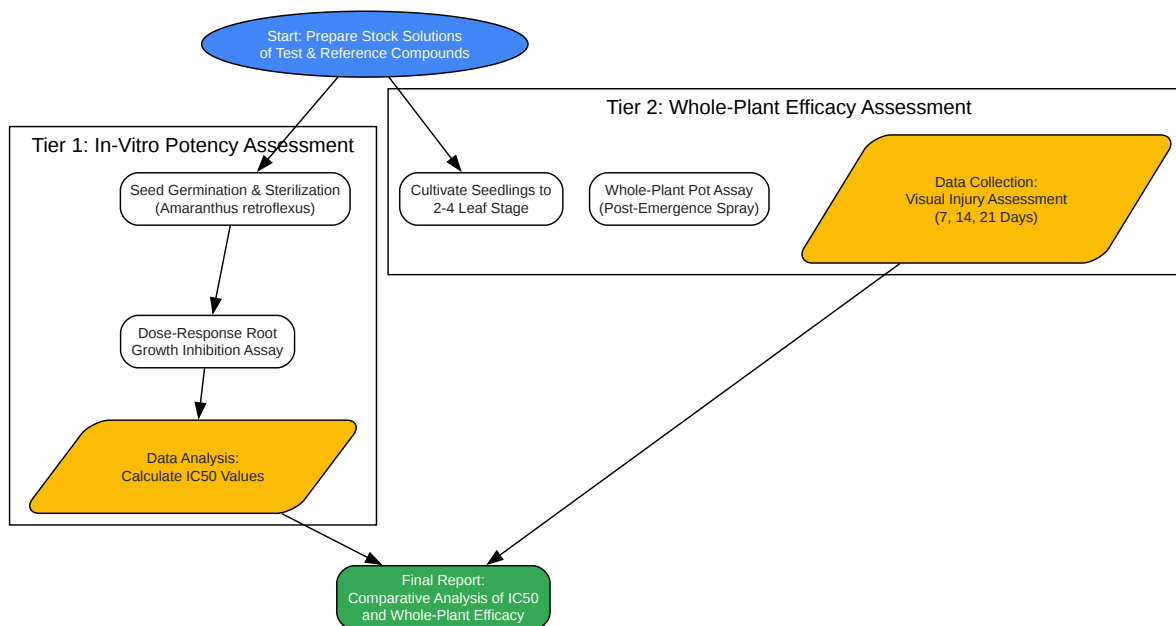 Start: Prepare Stock Solutions
of Test & Reference Compounds
Tier 1: In-Vitro Potency Assessment
Seed Germination & Sterilization
(Amaranthus retroflexus)
Dose-Response Root
Growth Inhibition Assay
Data Analysis:
Calculate IC50 Values
Tier 2: Whole-Plant Efficacy Assessment
Cultivate Seedlings to
2-4 Leaf Stage
Whole-Plant Pot Assay
(Post-Emergence Spray)
Data Collection:
Visual Injury Assessment
(7, 14, 21 Days)
Final Report:
Comparative Analysis of IC50
and Whole-Plant Efficacy